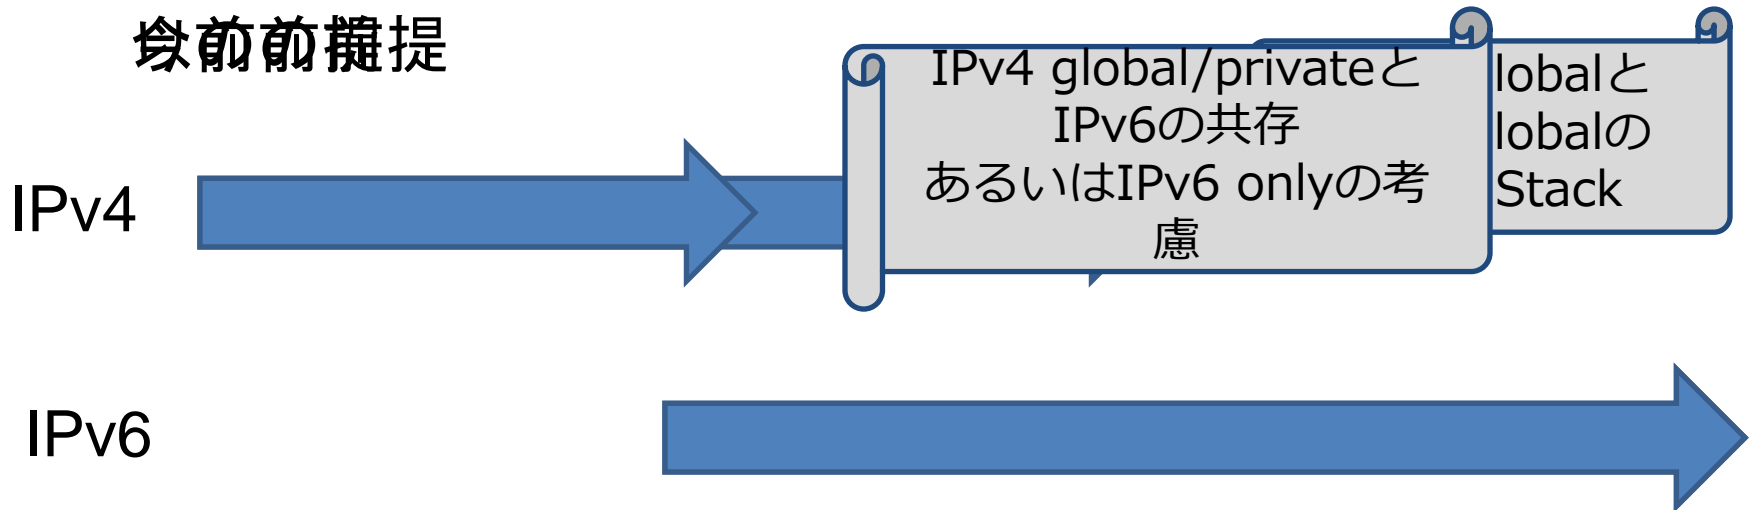 IPv4 global/privateと
IPv6の共存
あるいはIPv6 onlyの考
慮
lobalと
lobalの
Stack
IPv4
IPv6